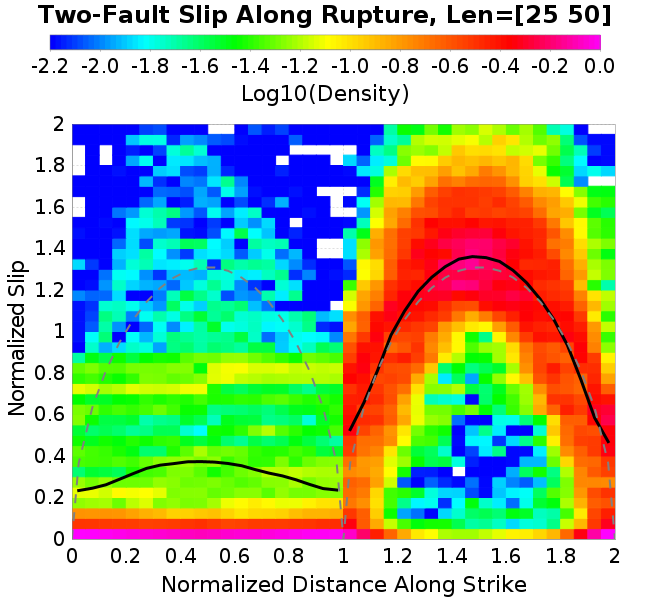 Two-Fault Slip Along Rupture, Len=[25 50]
-2.2 -2.0 -1.8 -1.6 -1.4 -1.2 -1.0 -0.8 -0.6 -0.4 -0.2 0.0
Log10(Density)
Normalized Slip
2
1.8
1.6
1.4
1.2
1
0.8
0.6
0.4
0.2
0
0 0.2 0.4 0.6 0.8 1 1.2 1.4 1.6 1.8 2
Normalized Distance Along Strike